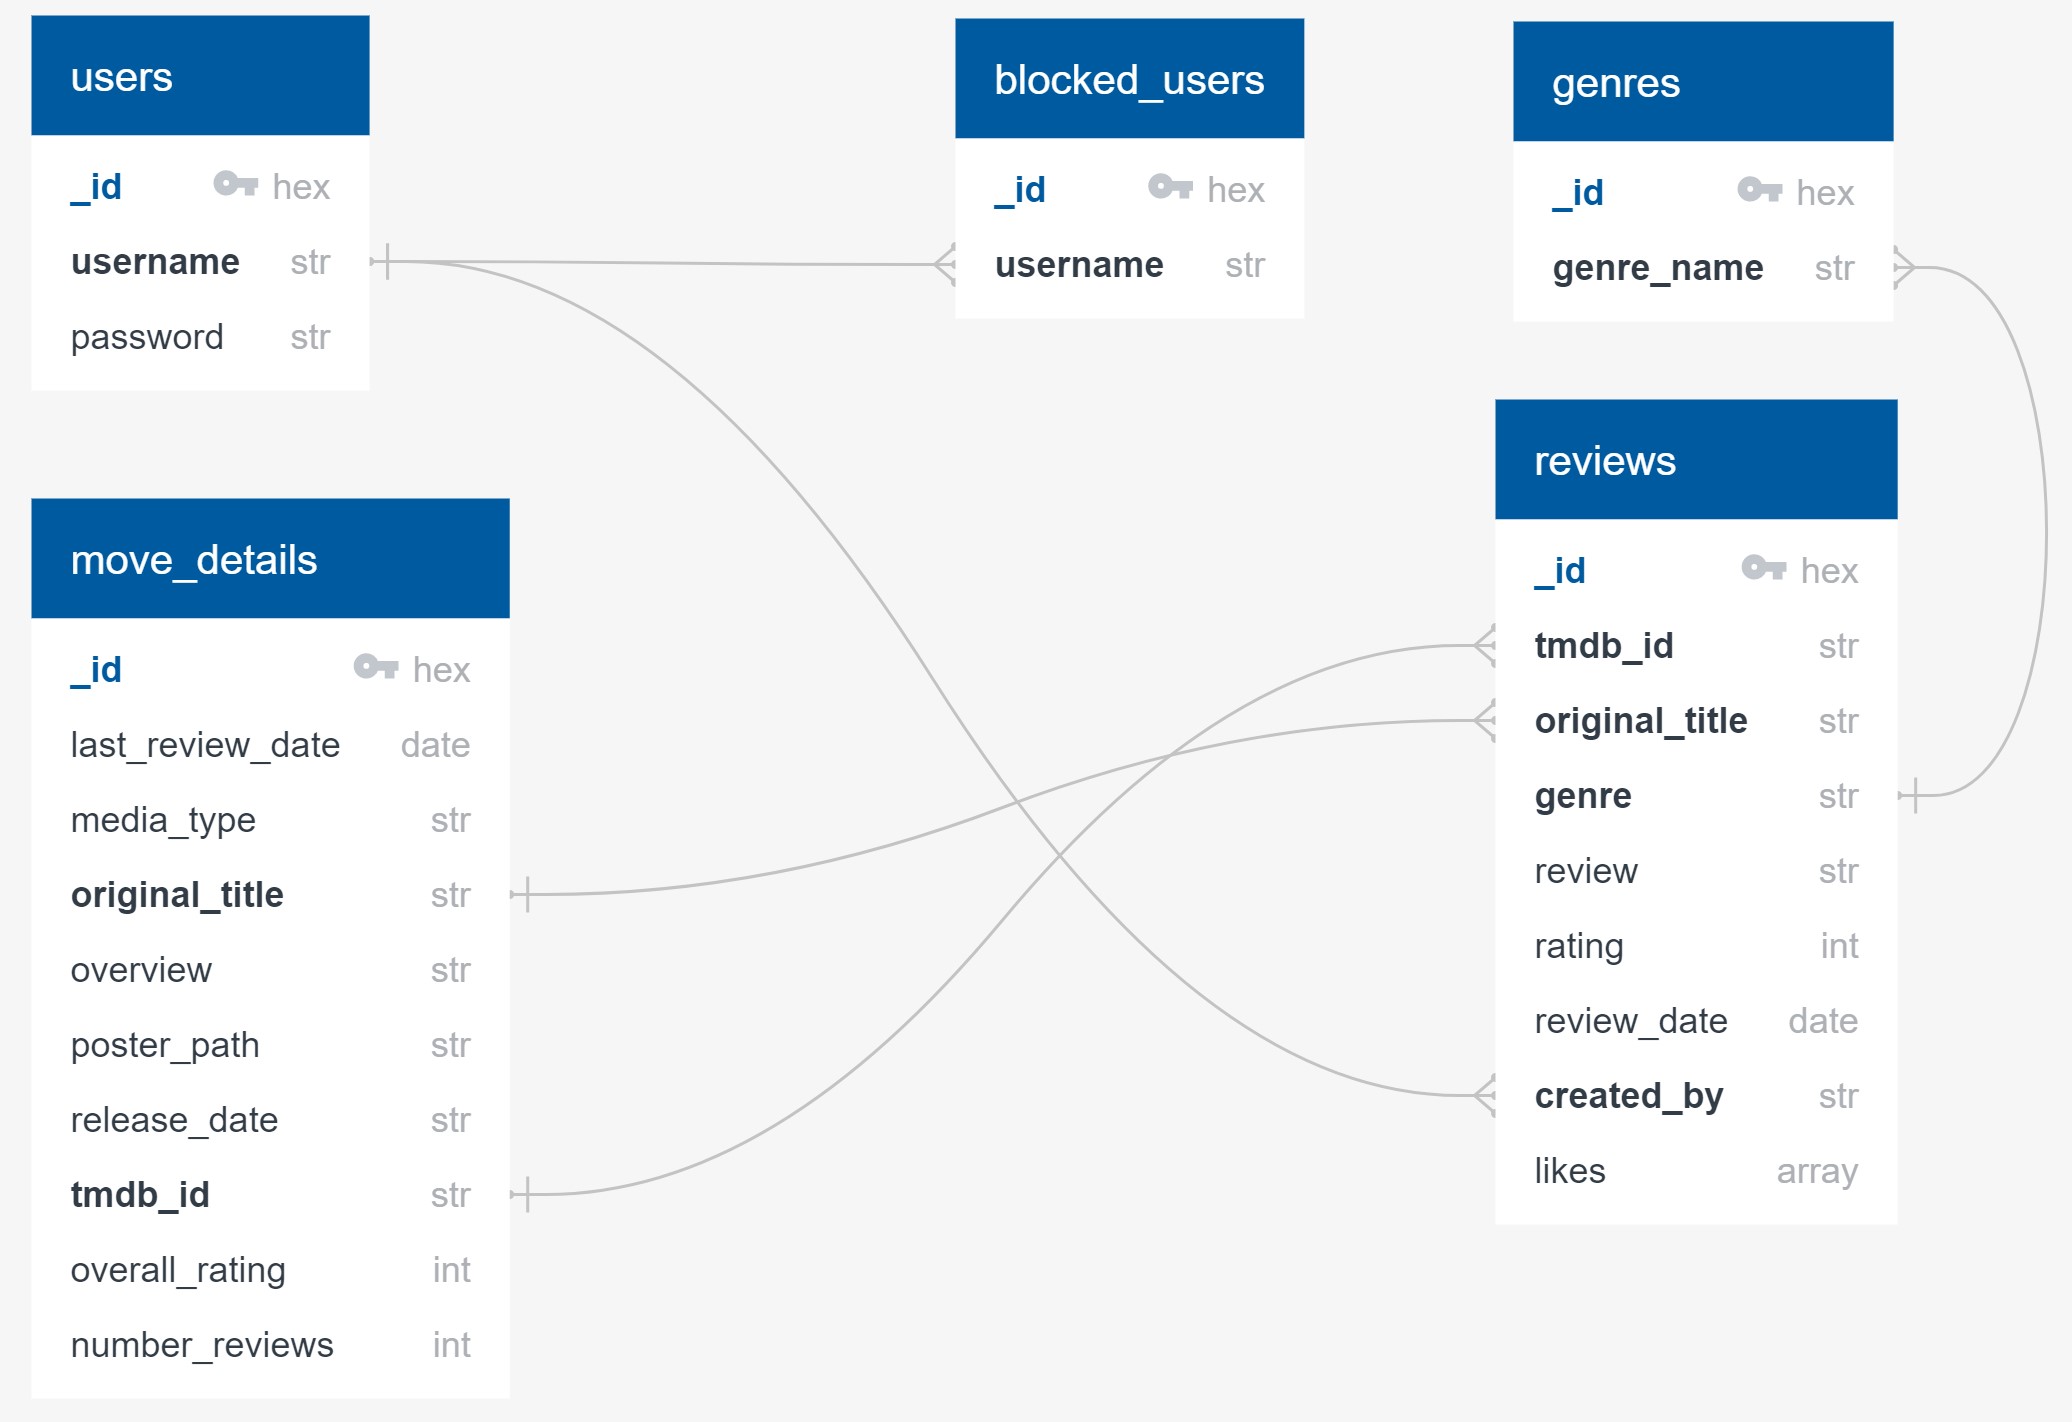 users
_id hex
username str
password str
blocked_users
_id hex
username str
genres
_id hex
genre_name str
move_details
_id hex
last_review_date date
media_type str
original_title str
overview str
poster_path str
release_date str
tmdb_id str
overall_rating int
number_reviews int
reviews
_id hex
tmdb_id str
original_title str
genre str
review str
rating int
review_date date
created_by str
likes array